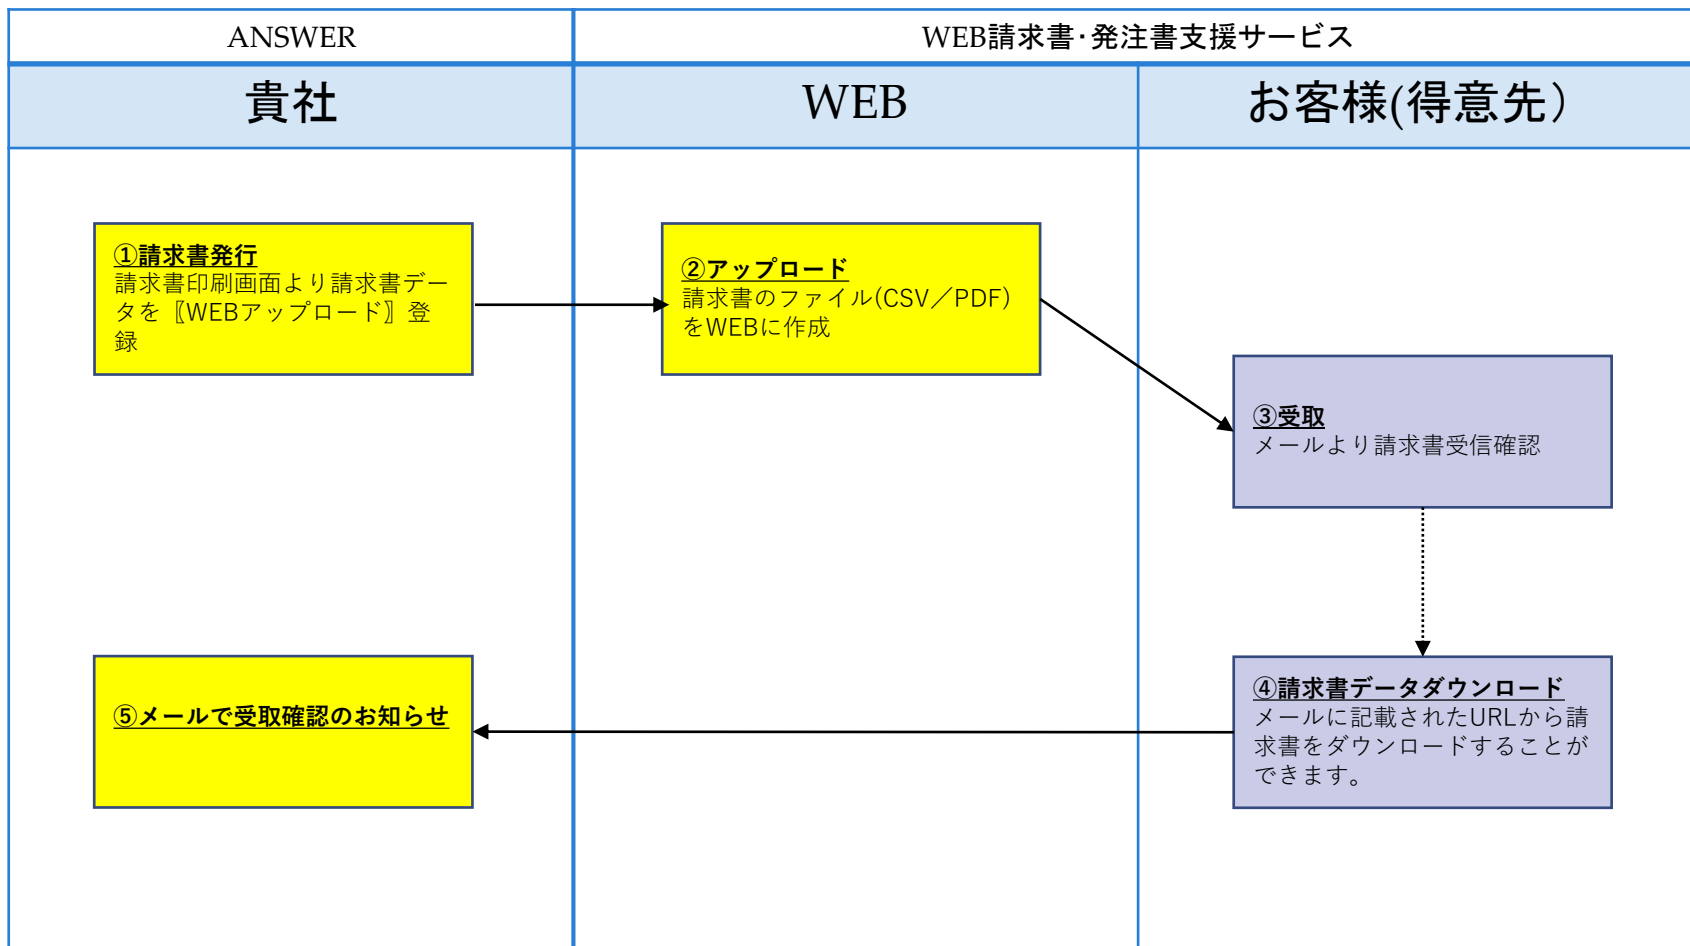 ANSWER
WEB請求書･発注書支援サービス
貴社
WEB
お客様(得意先）
①請求書発行
請求書印刷画面より請求書デー
タを〖WEBアップロード〗登
録
②アップロード
請求書のファイル(CSV／PDF)
をWEBに作成
③受取
メールより請求書受信確認
④請求書データダウンロード
メールに記載されたURLから請
求書をダウンロードすることが
できます。
⑤メールで受取確認のお知らせ